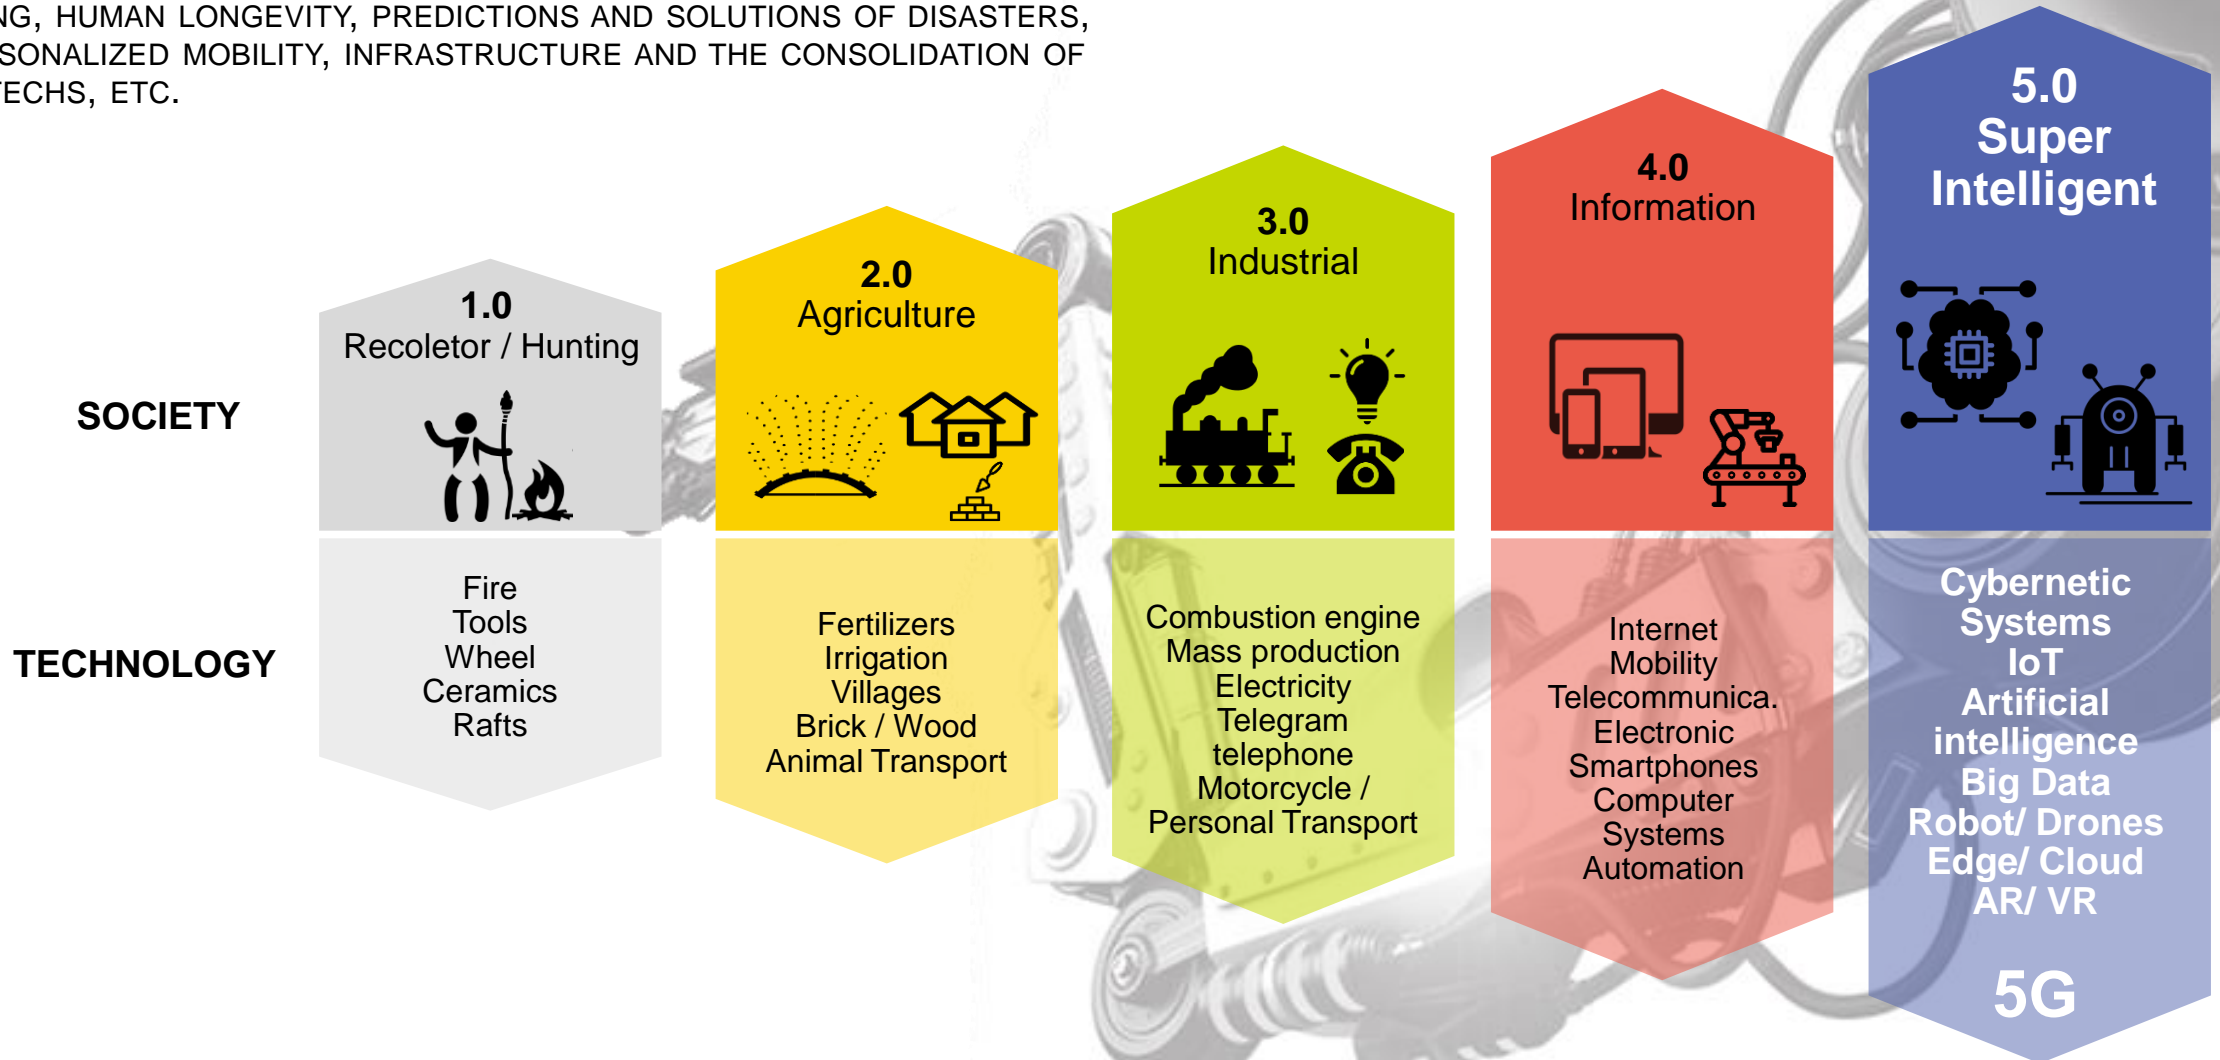 HUMAN LONGEVITY, PREDICTIONS AND SOLUTIONS OF DISASTERS,
MOBILITY, INFRASTRUCTURE AND THE CONSOLIDATION OF
ETC.
SOCIETY
1.0
Recoletor / Hunting
2.0
Agriculture
3.0
Industrial
4.0
Information
5.0
Super
Intelligent
TECHNOLOGY
Fire
Tools
Wheel
Ceramics
Rafts
Fertilizers
Irrigation
Villages
Brick / Wood
Animal Transport
Combustion engine
Mass production
Electricity
Telegram
telephone
Motorcycle /
Personal Transport
Internet
Mobility
Telecommunica.
Electronic
Smartphones
Computer
Systems
Automation
Cybernetic
Systems
IoT
Artificial
intelligence
Big Data
Robot/ Drones
Edge/ Cloud
AR/ VR
5G